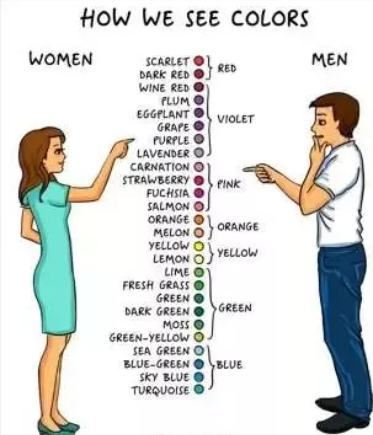 HOW WE SEE COLORS
WOMEN
MEN
SCARLET
DARK RED
RED
WINE RED
PLUM
EGGPLANT
GRAPE
PURPLE
LAVENDER
VIOLET
CARNATION
STRAWBERRY
FUCHSIA
SALMON
PINK
ORANGE
MELON
ORANGE
YELLOW
LEMON
YELLOW
LIME
FRESH GRASS
GREEN
DARK GREEN
MOSS
GREEN-YELLOW
GREEN
SEA GREEN
BLUE-GREEN
SKY BLUE
TURQUOISE
BLUE